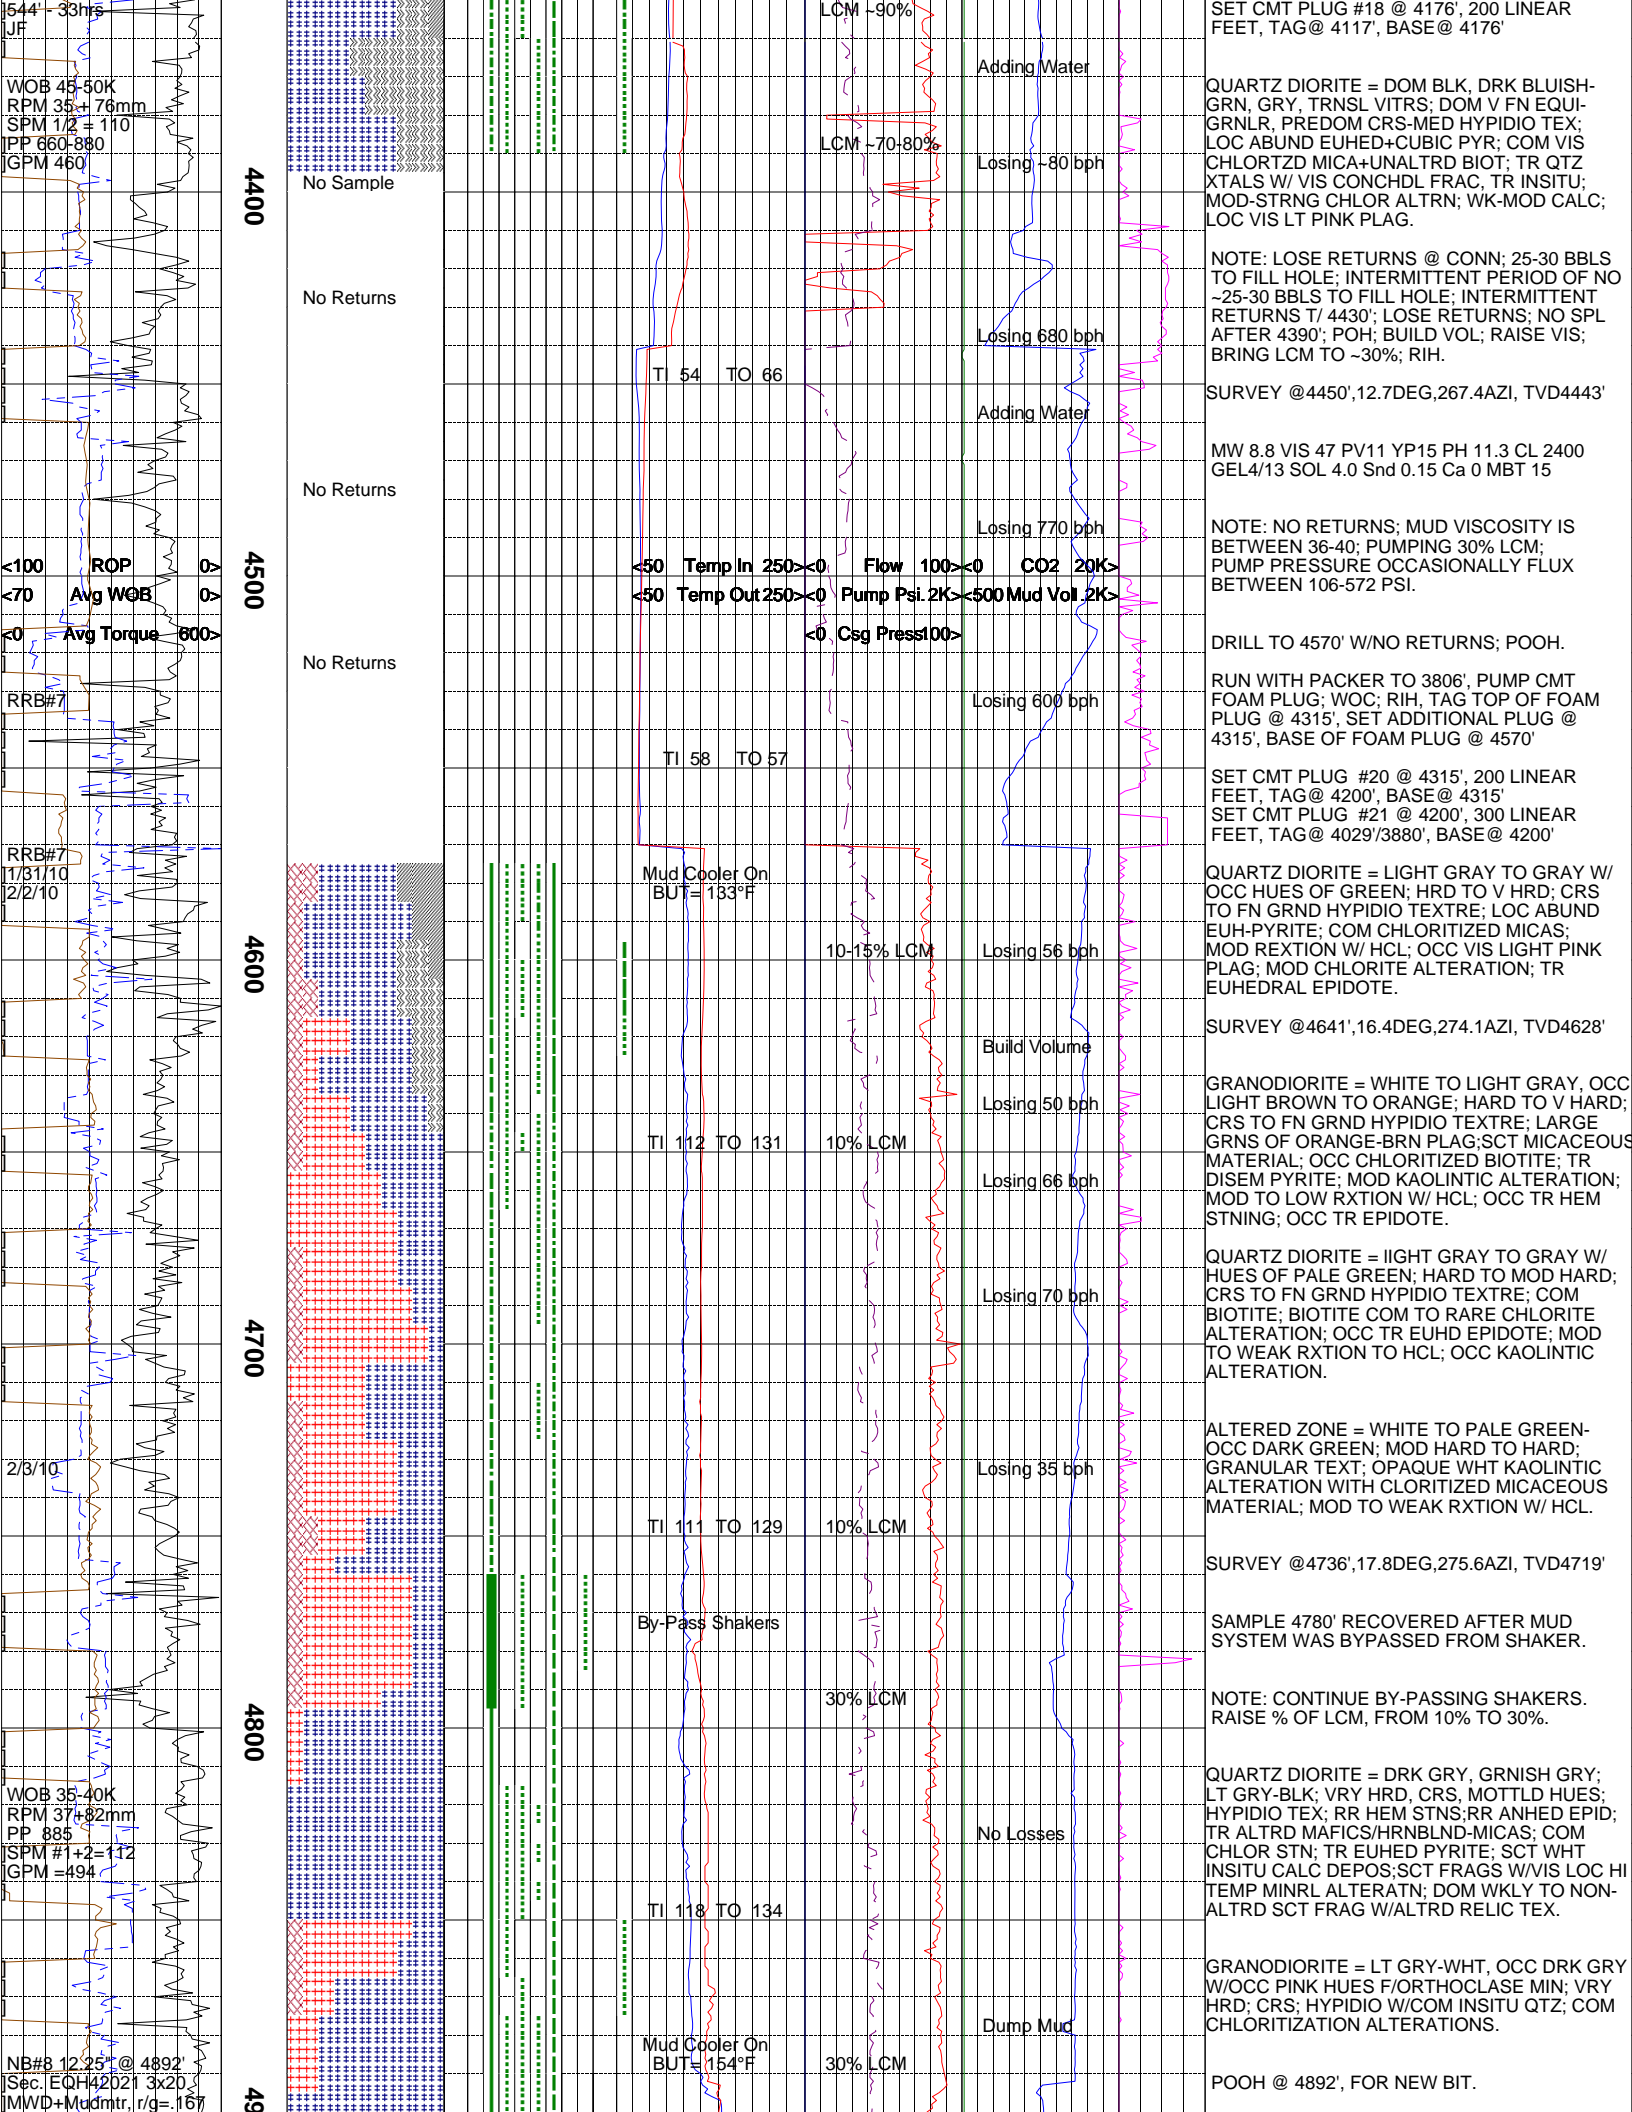 544' - 33hrs
JF
WOB 45-50K
RPM 35 + 76mm
SPM 1/2 = 110
PP 660-880
GPM 460
4400
No Sample
No Returns
No Returns
No Returns
<100 ROP 0>
<70 Avg WOB 0>
<0 Avg Torque 600>
4500
RRB#7
RRB#7
1/31/10
2/2/10
4600
4700
2/3/10
4800
WOB 35-40K
RPM 37+82mm
PP 885
SPM #1+2=112
GPM =494
NB#8 12.25" @ 4892'
Sec. EQH42021 3x20
MWD+Mudmtr, r/g=.167
49
TI 54 TO 66
<50 Temp In 250>
<50 Temp Out 250>
TI 58 TO 57
Mud Cooler On
BUT= 133°F
TI 112 TO 131
TI 111 TO 129
By-Pass Shakers
TI 118 TO 134
Mud Cooler On
BUT= 154°F
LCM ~90%
LCM ~70-80%
<0 Flow 100>
<0 Pump Psi. 2K>
<0 Csg Press 100>
10-15% LCM
10% LCM
10% LCM
30% LCM
30% LCM
Adding Water
Losing ~80 bph
Losing 680 bph
Adding Water
Losing 770 bph
<0 CO2 20K>
<500 Mud Vol .2K>
Losing 600 bph
Losing 56 bph
Build Volume
Losing 50 bph
Losing 66 bph
Losing 70 bph
Losing 35 bph
No Losses
Dump Mud
SET CMT PLUG #18 @ 4176', 200 LINEAR
FEET, TAG@ 4117', BASE@ 4176'
QUARTZ DIORITE = DOM BLK, DRK BLUISH-
GRN, GRY, TRNSL VITRS; DOM V FN EQUI-
GRNLR, PREDOM CRS-MED HYPIDIO TEX;
LOC ABUND EUHED+CUBIC PYR; COM VIS
CHLORTZD MICA+UNALTRD BIOT; TR QTZ
XTALS W/ VIS CONCHDL FRAC, TR INSITU;
MOD-STRNG CHLOR ALTRN; WK-MOD CALC;
LOC VIS LT PINK PLAG.
NOTE: LOSE RETURNS @ CONN; 25-30 BBLS
TO FILL HOLE; INTERMITTENT PERIOD OF NO
~25-30 BBLS TO FILL HOLE; INTERMITTENT
RETURNS T/ 4430'; LOSE RETURNS; NO SPL
AFTER 4390'; POH; BUILD VOL; RAISE VIS;
BRING LCM TO ~30%; RIH.
SURVEY @4450',12.7DEG,267.4AZI, TVD4443'
MW 8.8 VIS 47 PV11 YP15 PH 11.3 CL 2400
GEL4/13 SOL 4.0 Snd 0.15 Ca 0 MBT 15
NOTE: NO RETURNS; MUD VISCOSITY IS
BETWEEN 36-40; PUMPING 30% LCM;
PUMP PRESSURE OCCASIONALLY FLUX
BETWEEN 106-572 PSI.
DRILL TO 4570' W/NO RETURNS; POOH.
RUN WITH PACKER TO 3806', PUMP CMT
FOAM PLUG; WOC; RIH, TAG TOP OF FOAM
PLUG @ 4315', SET ADDITIONAL PLUG @
4315', BASE OF FOAM PLUG @ 4570'
SET CMT PLUG #20 @ 4315', 200 LINEAR
FEET, TAG@ 4200', BASE@ 4315'
SET CMT PLUG #21 @ 4200', 300 LINEAR
FEET, TAG@ 4029'/3880', BASE@ 4200'
QUARTZ DIORITE = LIGHT GRAY TO GRAY W/
OCC HUES OF GREEN; HRD TO V HRD; CRS
TO FN GRND HYPIDIO TEXTRE; LOC ABUND
EUH-PYRITE; COM CHLORITIZED MICAS;
MOD REXTION W/ HCL; OCC VIS LIGHT PINK
PLAG; MOD CHLORITE ALTERATION; TR
EUHEDRAL EPIDOTE.
SURVEY @4641',16.4DEG,274.1AZI, TVD4628'
GRANODIORITE = WHITE TO LIGHT GRAY, OCC
LIGHT BROWN TO ORANGE; HARD TO V HARD;
CRS TO FN GRND HYPIDIO TEXTRE; LARGE
GRNS OF ORANGE-BRN PLAG;SCT MICACEOUS
MATERIAL; OCC CHLORITIZED BIOTITE; TR
DISEM PYRITE; MOD KAOLINTIC ALTERATION;
MOD TO LOW RXTION W/ HCL; OCC TR HEM
STNING; OCC TR EPIDOTE.
QUARTZ DIORITE = lIGHT GRAY TO GRAY W/
HUES OF PALE GREEN; HARD TO MOD HARD;
CRS TO FN GRND HYPIDIO TEXTRE; COM
BIOTITE; BIOTITE COM TO RARE CHLORITE
ALTERATION; OCC TR EUHD EPIDOTE; MOD
TO WEAK RXTION TO HCL; OCC KAOLINTIC
ALTERATION.
ALTERED ZONE = WHITE TO PALE GREEN-
OCC DARK GREEN; MOD HARD TO HARD;
GRANULAR TEXT; OPAQUE WHT KAOLINTIC
ALTERATION WITH CLORITIZED MICACEOUS
MATERIAL; MOD TO WEAK RXTION W/ HCL.
SURVEY @4736',17.8DEG,275.6AZI, TVD4719'
SAMPLE 4780' RECOVERED AFTER MUD
SYSTEM WAS BYPASSED FROM SHAKER.
NOTE: CONTINUE BY-PASSING SHAKERS.
RAISE % OF LCM, FROM 10% TO 30%.
QUARTZ DIORITE = DRK GRY, GRNISH GRY;
LT GRY-BLK; VRY HRD, CRS, MOTTLD HUES;
HYPIDIO TEX; RR HEM STNS;RR ANHED EPID;
TR ALTRD MAFICS/HRNBLND-MICAS; COM
CHLOR STN; TR EUHED PYRITE; SCT WHT
INSITU CALC DEPOS;SCT FRAGS W/VIS LOC HI
TEMP MINRL ALTERATN; DOM WKLY TO NON-
ALTRD SCT FRAG W/ALTRD RELIC TEX.
GRANODIORITE = LT GRY-WHT, OCC DRK GRY
W/OCC PINK HUES F/ORTHOCLASE MIN; VRY
HRD; CRS; HYPIDIO W/COM INSITU QTZ; COM
CHLORITIZATION ALTERATIONS.
POOH @ 4892', FOR NEW BIT.